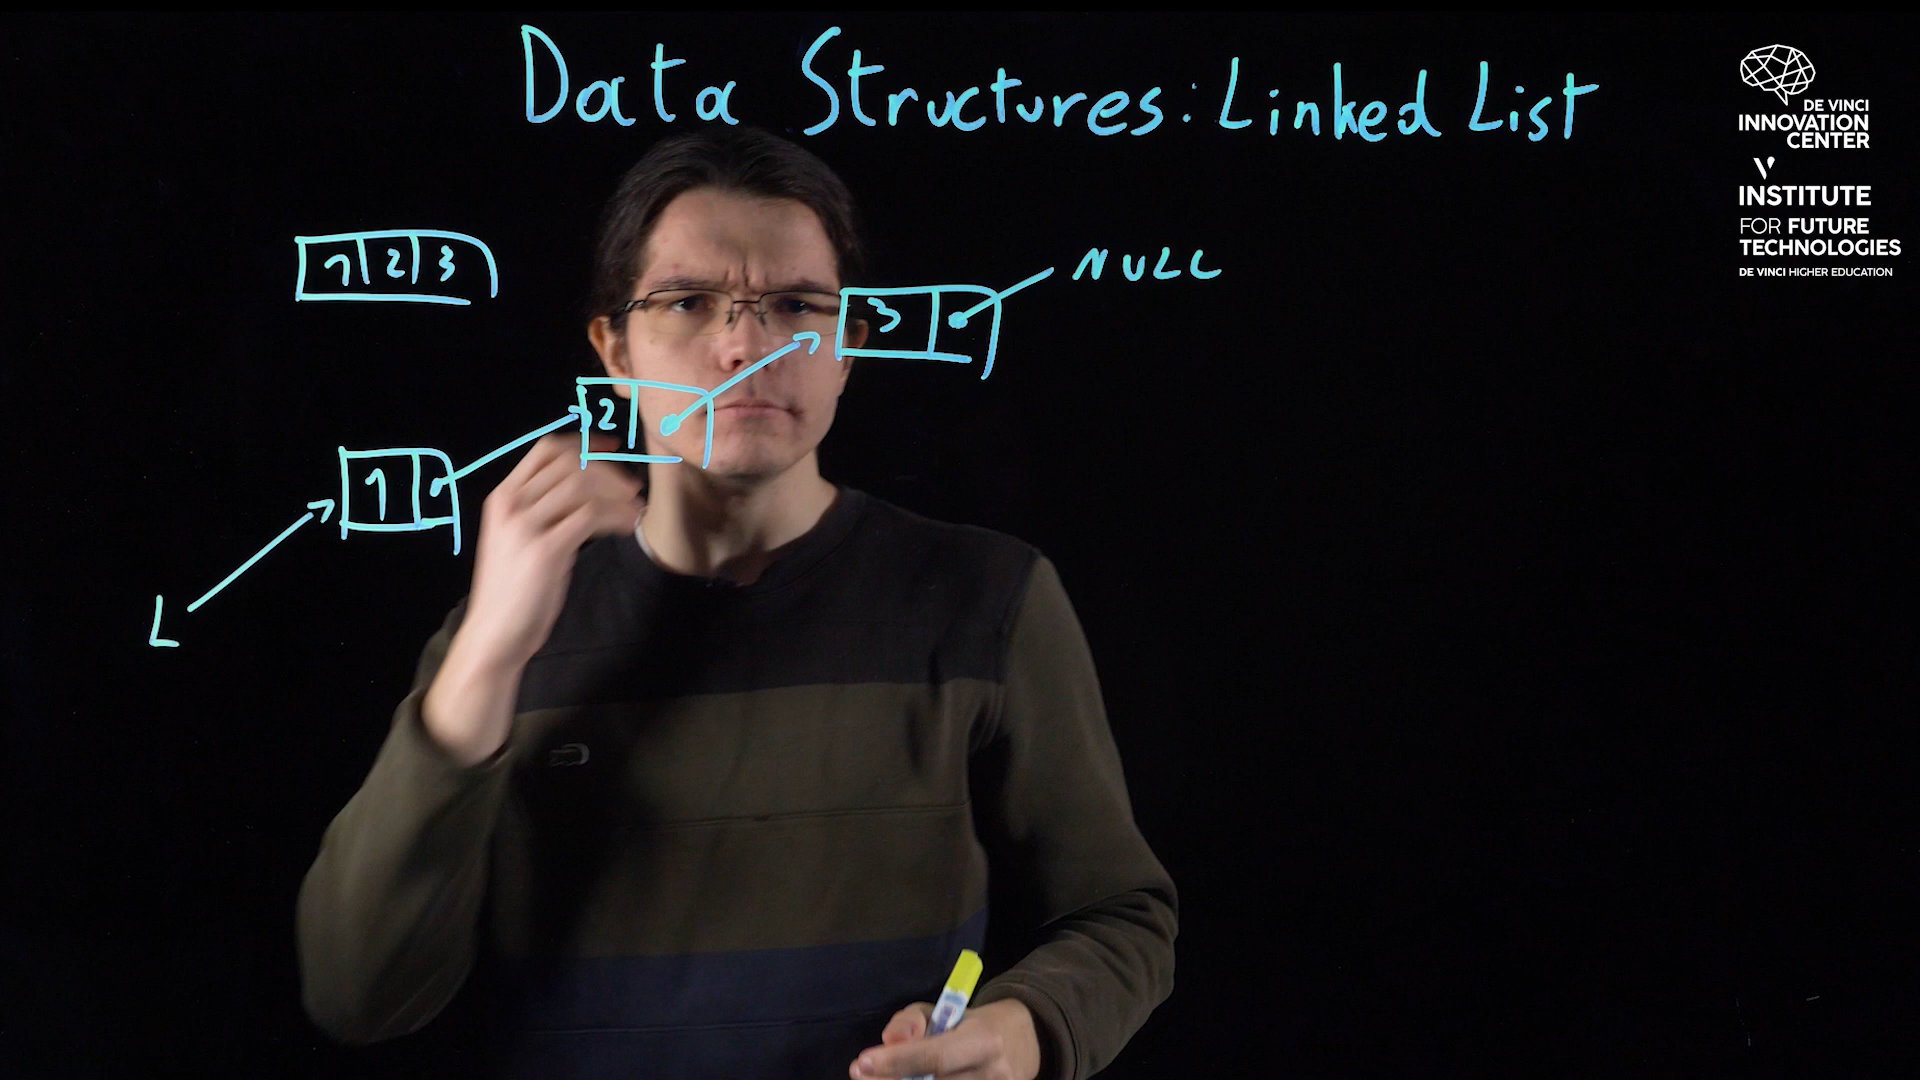 Data Structures: Linked List
DE VINCI
INNOVATION
CENTER
INSTITUTE
FOR FUTURE
TECHNOLOGIES
DE VINCI HIGHER EDUCATION
1 2 3
NULL
3
2
1
L